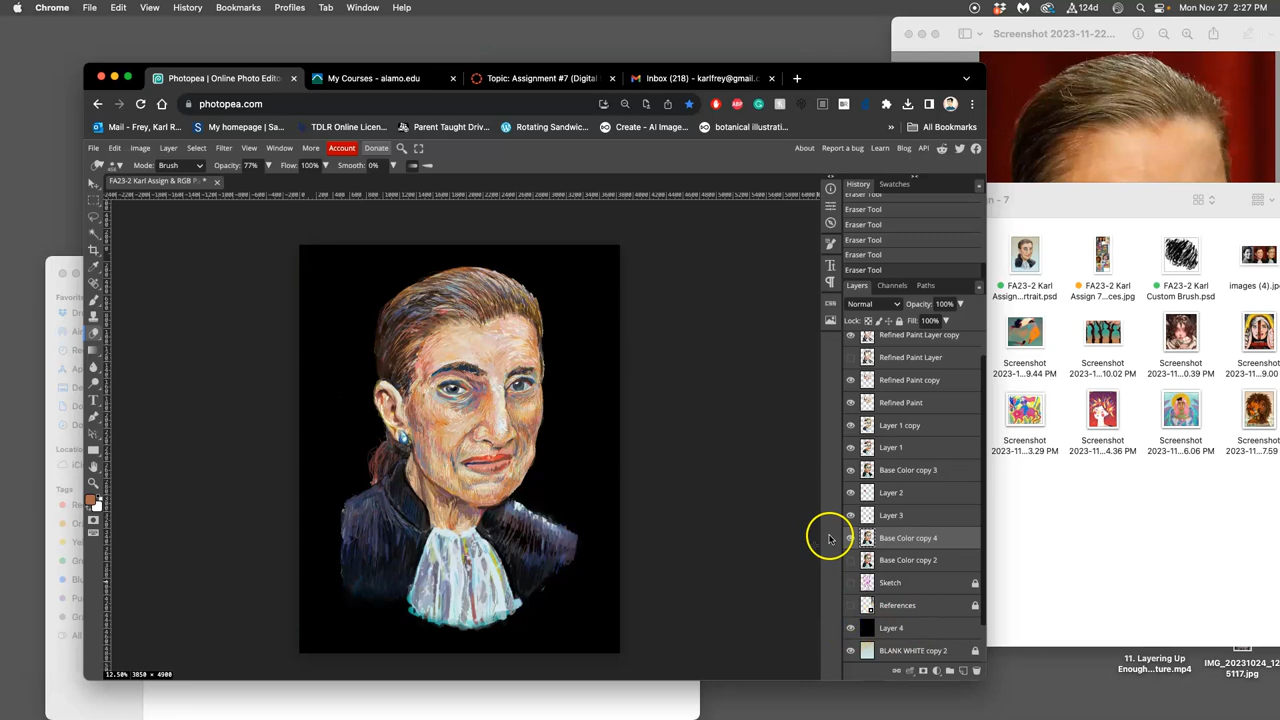 Chrome File Edit View History Bookmarks Profiles Tab Window Help 124d Mon Nov 27 2:27 PM
Screenshot 2023-11-22...
Photopea | Online Photo Edito My Courses - alamo.edu Topic: Assignment #7 (Digital Inbox (218) - karlfrey@gmail.c
photopea.com
Mail - Frey, Karl R... My homepage | Sa... TDLR Online Licen... Parent Taught Driv... Rotating Sandwic... Create - AI Image... botanical illustrati... » All Bookmarks
File Edit Image Layer Select Filter View Window More Account Donate About Report a bug Learn Blog API
Mode: Brush Opacity: 77% Flow: 100% Smooth: 0%
FA23-2 Karl Assign & RGB P.. *
History Swatches
Eraser Tool
Eraser Tool
Eraser Tool
Eraser Tool
Eraser Tool
Eraser Tool
Layers Channels Paths
Normal Opacity: 100%
Lock: Fill: 100%
Refined Paint Layer copy
Refined Paint Layer
Refined Paint copy
Refined Paint
Layer 1 copy
Layer 1
Base Color copy 3
Layer 2
Layer 3
Base Color copy 4
Base Color copy 2
Sketch
References
Layer 4
BLANK WHITE copy 2
12.50% 3850 × 4900
Favorite
Locatio
Tags
FA23-2 Karl Assign...rtrait.psd
FA23-2 Karl Assign 7...ces.jpg
FA23-2 Karl Custom Brush.psd
images (4).jp
Screenshot 2023-1...9.44 PM
Screenshot 2023-11...10.02 PM
Screenshot 2023-11...0.39 PM
Screenshot 2023-11...9.00
Screenshot 2023-11...3.29 PM
Screenshot 2023-11...4.36 PM
Screenshot 2023-11...5.44 PM
Screenshot 2023-11...7.59
11. Layering Up Enough...ture.mp4
IMG_20231024_12 5117.jpg